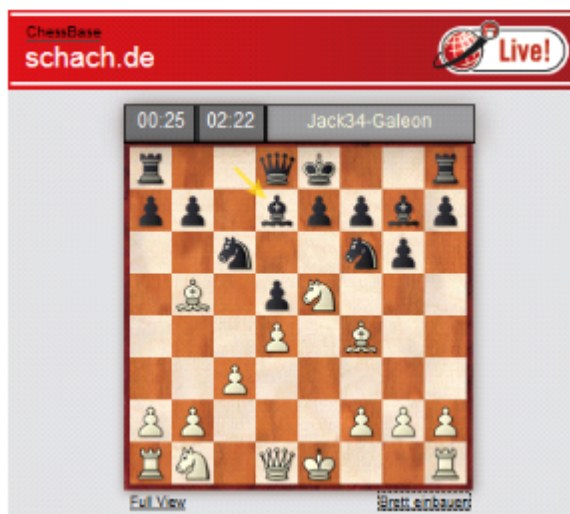 ChessBase
schach.de
Live!
00:25 02:22 Jack34-Galeon
Full View Brett einbauen